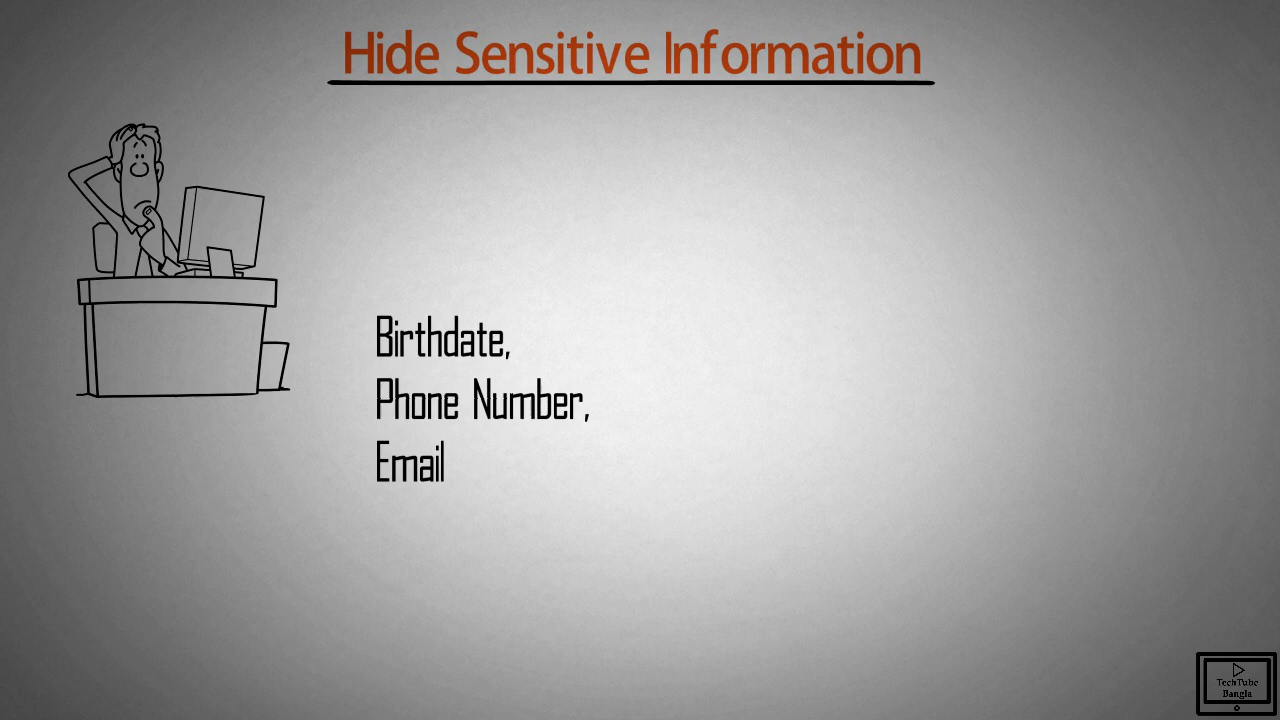 Hide Sensitive Information
Birthdate,
Phone Number,
Email
TechTube
Bangla